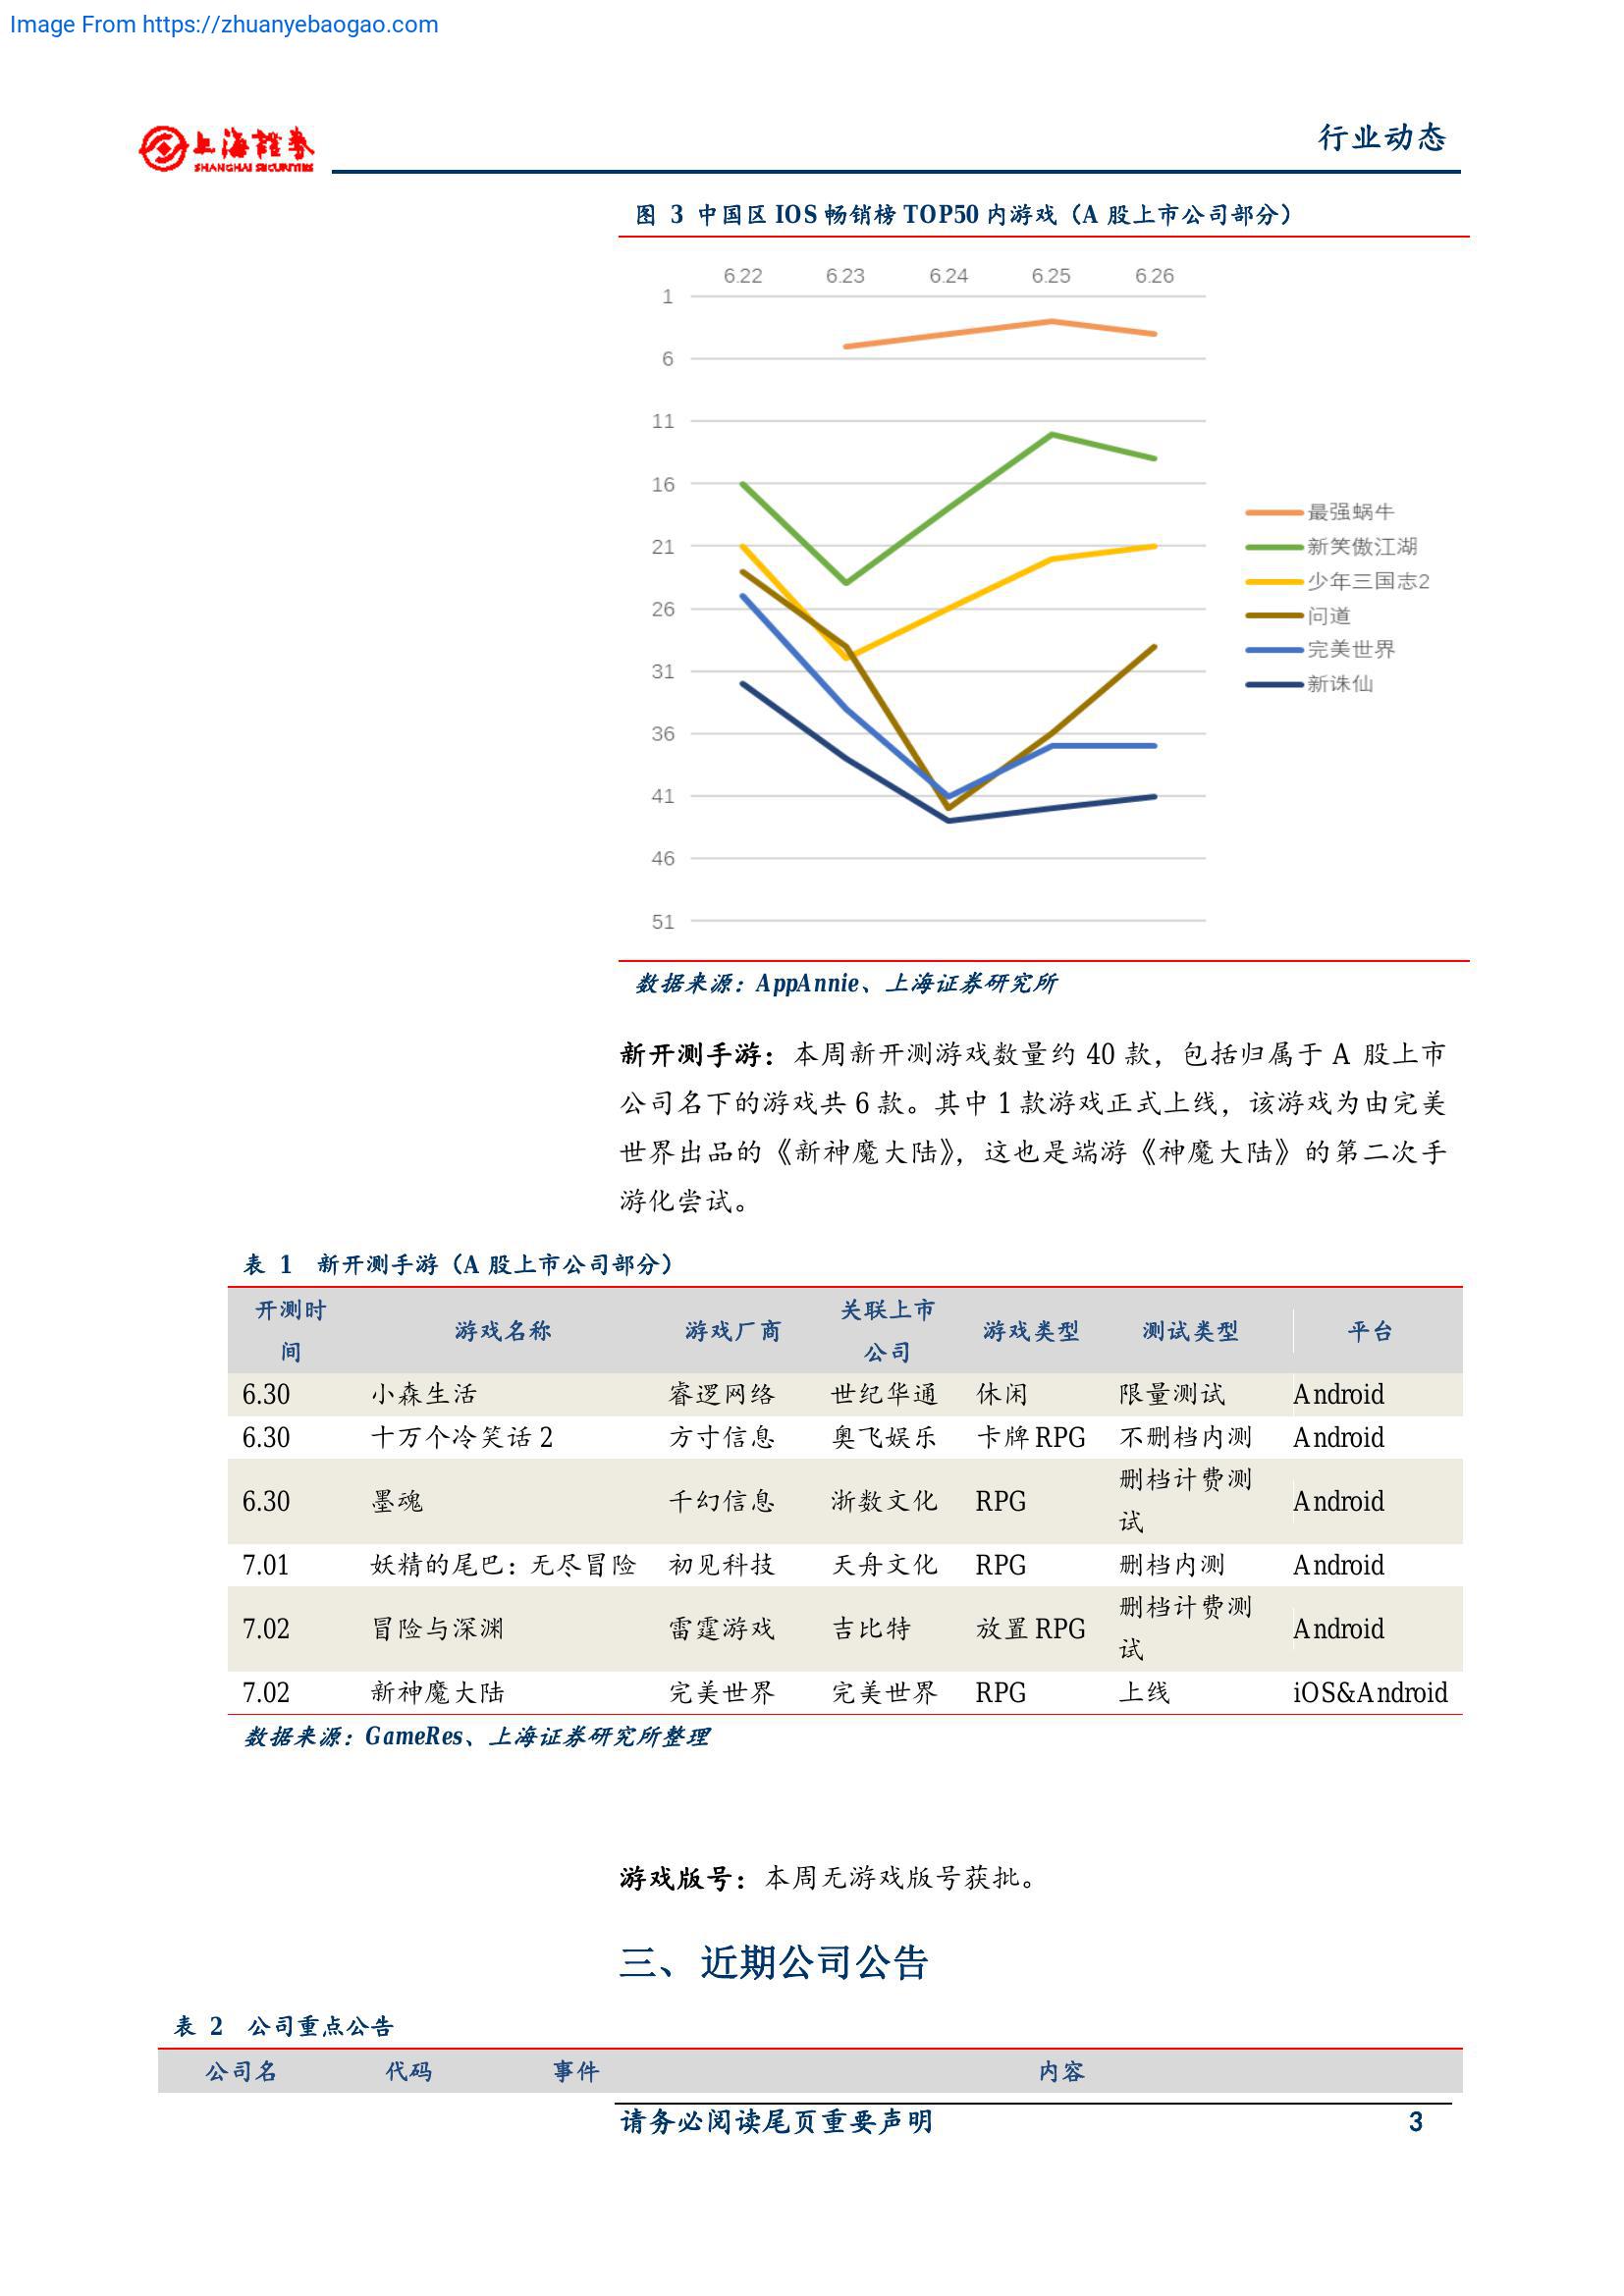 Image From https://zhuanyebaogao.com
上海證券
SHANGHAI SECURITIES
行业动态
图 3 中国区 IOS 畅销榜 TOP50 内游戏（A 股上市公司部分）
6.22 6.23 6.24 6.25 6.26
1
6
11
16
21
26
31
36
41
46
51
最强蜗牛
新笑傲江湖
少年三国志2
问道
完美世界
新诛仙
数据来源：AppAnnie、上海证券研究所
新开测手游：本周新开测游戏数量约 40 款，包括归属于 A 股上市
公司名下的游戏共 6 款。其中 1 款游戏正式上线，该游戏为由完美
世界出品的《新神魔大陆》，这也是端游《神魔大陆》的第二次手
游化尝试。
表 1 新开测手游（A 股上市公司部分）
开测时间 游戏名称 游戏厂商 关联上市公司 游戏类型 测试类型 平台
6.30 小森生活 睿逻网络 世纪华通 休闲 限量测试 Android
6.30 十万个冷笑话 2 方寸信息 奥飞娱乐 卡牌 RPG 不删档内测 Android
6.30 墨魂 千幻信息 浙数文化 RPG 删档计费测试 Android
7.01 妖精的尾巴：无尽冒险 初见科技 天舟文化 RPG 删档内测 Android
7.02 冒险与深渊 雷霆游戏 吉比特 放置 RPG 删档计费测试 Android
7.02 新神魔大陆 完美世界 完美世界 RPG 上线 iOS&Android
数据来源：GameRes、上海证券研究所整理
游戏版号：本周无游戏版号获批。
三、近期公司公告
表 2 公司重点公告
公司名 代码 事件 内容
请务必阅读尾页重要声明 3